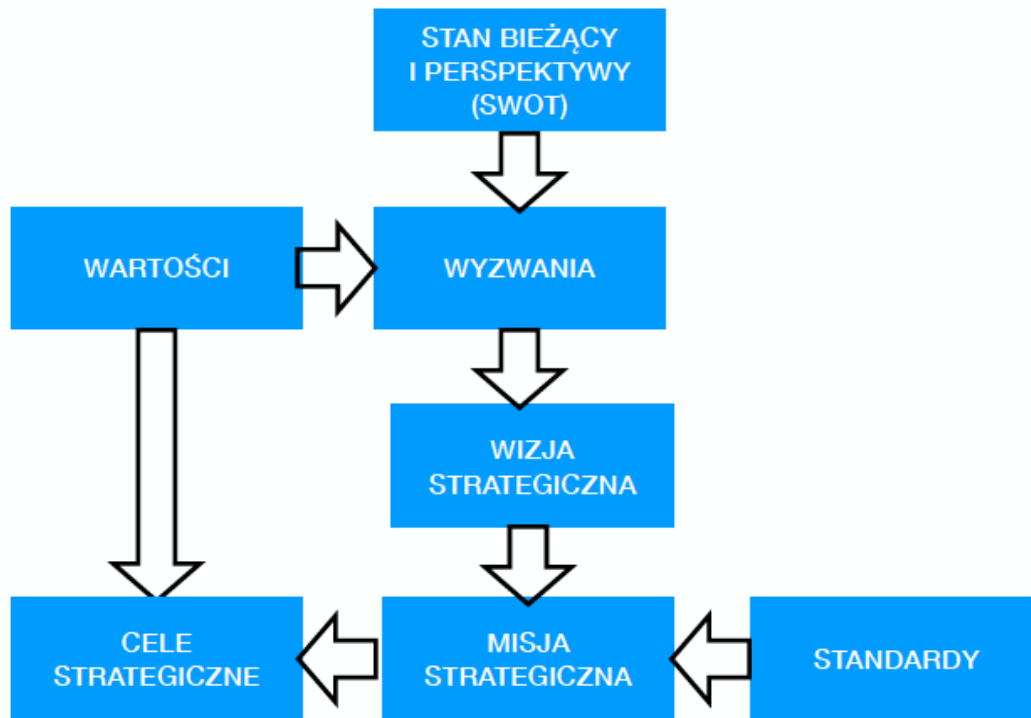 STAN BIEŻĄCY
I PERSPEKTYWY
(SWOT)
WARTOŚCI
WYZWANIA
WIZJA
STRATEGICZNA
CELE
STRATEGICZNE
MISJA
STRATEGICZNA
STANDARDY